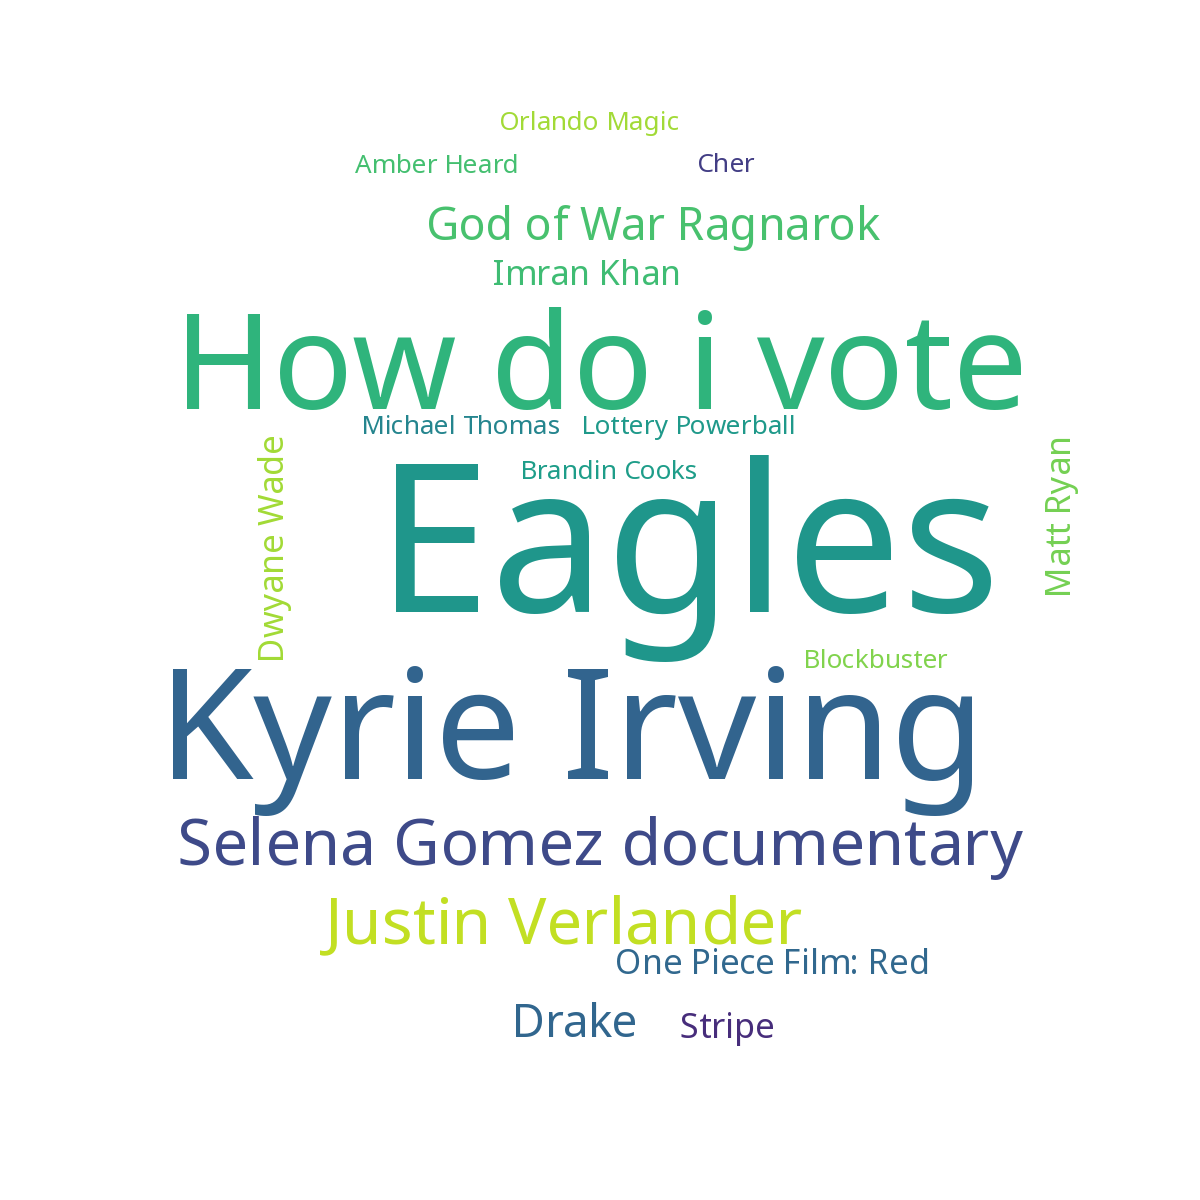 Orlando Magic
Amber Heard
Cher
God of War Ragnarok
Imran Khan
How do i vote
Michael Thomas
Lottery Powerball
Dwyane Wade
Brandin Cooks
Eagles
Matt Ryan
Blockbuster
Kyrie Irving
Selena Gomez documentary
Justin Verlander
One Piece Film: Red
Drake
Stripe